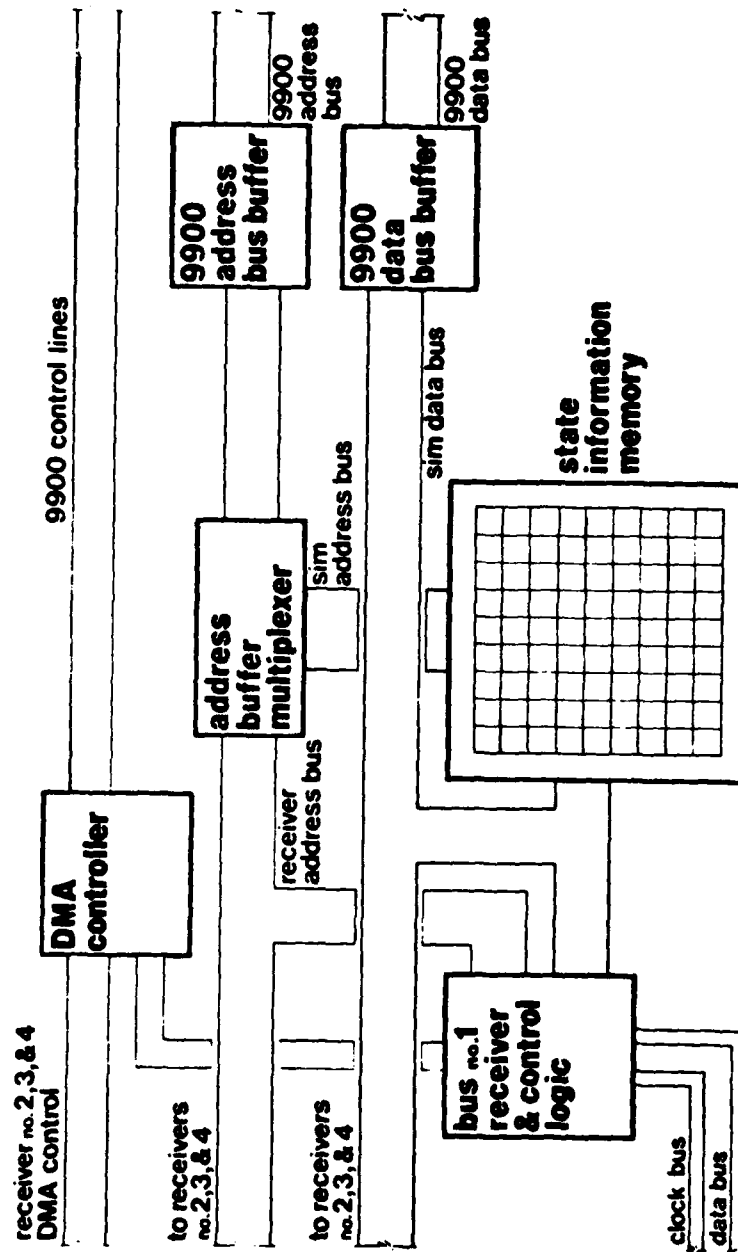 receiver no. 2,3, & 4
DMA control
DMA
controller
9900 control lines
to receivers
no. 2,3, & 4
receiver
address bus
address
buffer
multiplexer
sim
address bus
9900
address
bus buffer
9900
address
bus
to receivers
no. 2,3, & 4
sim data bus
9900
data
bus buffer
9900
data bus
bus no. 1
receiver
& control
logic
state
information
memory
clock bus
data bus